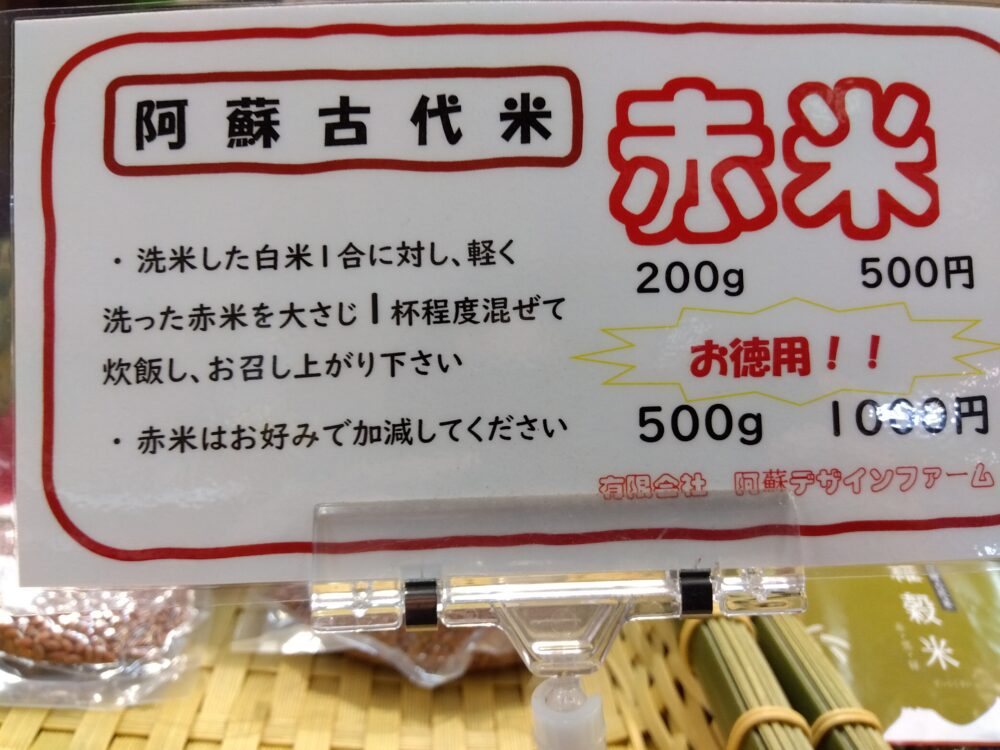 阿蘇古代米
赤米
・洗米した白米1合に対し、軽く
洗った赤米を大さじ1杯程度混ぜて
炊飯し、お召し上がり下さい
・赤米はお好みで加減してください
200g 500円
お徳用！！
500g 1000円
有限会社 阿蘇デザインファーム
穀米